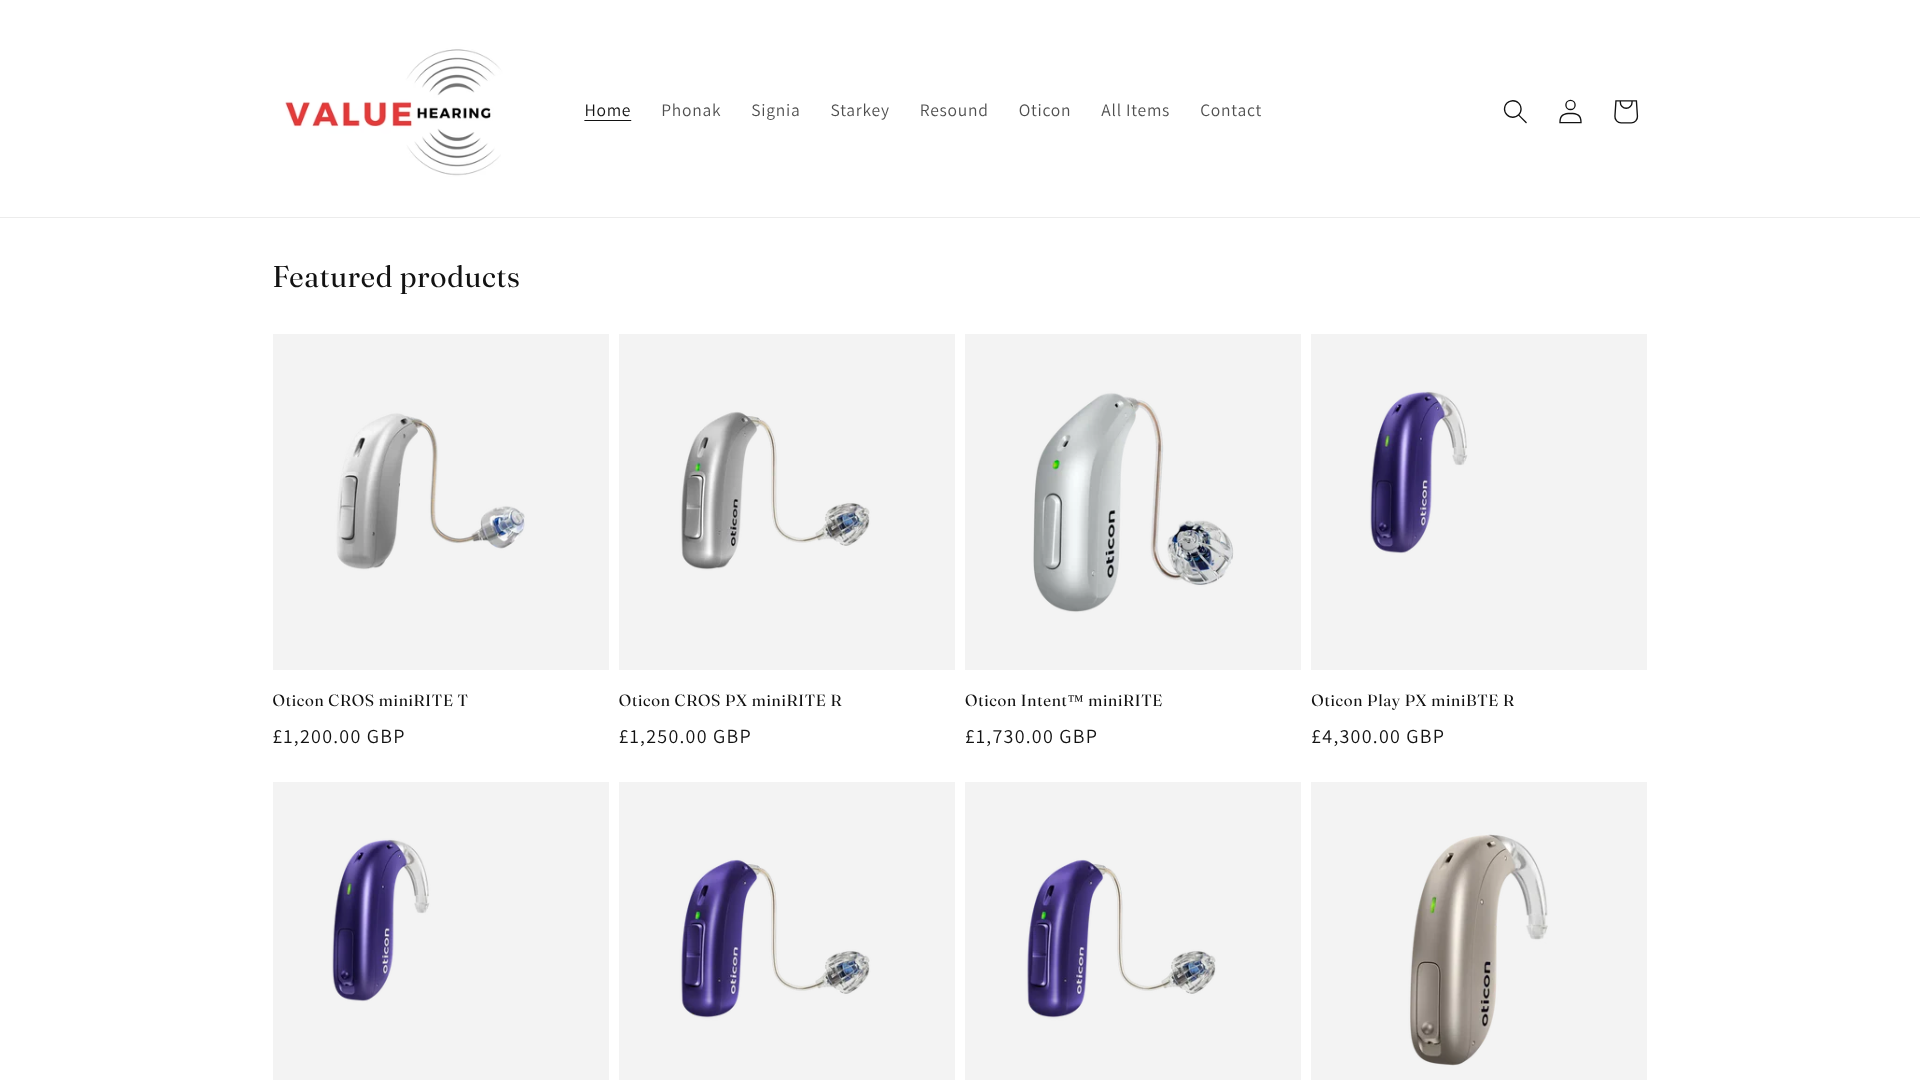 VALUE HEARING
Home Phonak Signia Starkey Resound Oticon All Items Contact
Featured products
oticon
oticon
oticon
Oticon CROS miniRITE T
£1,200.00 GBP
Oticon CROS PX miniRITE R
£1,250.00 GBP
Oticon Intent™ miniRITE
£1,730.00 GBP
Oticon Play PX miniBTE R
£4,300.00 GBP
oticon
oticon
oticon
oticon